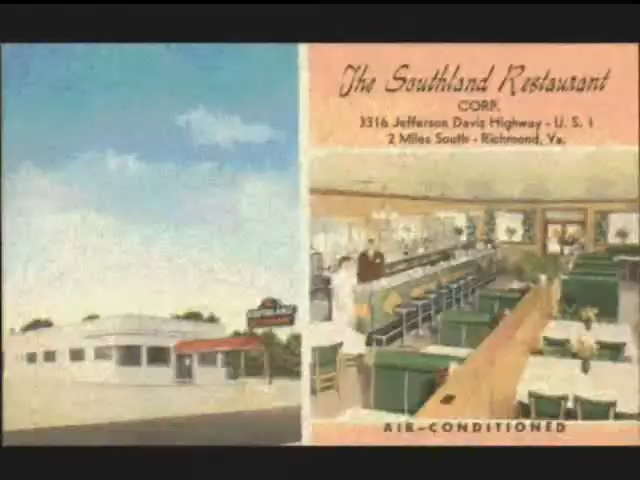 The Southland Restaurant
CORP.
3316 Jefferson Davis Highway - U. S. 1
2 Miles South - Richmond, Va.
AIR-CONDITIONED